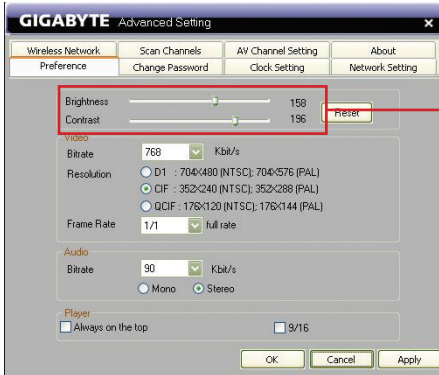 GIGABYTE Advanced Setting x
Wireless Network Scan Channels AV Channel Setting About
Preference Change Password Clock Setting Network Setting
Brightness 158
Contrast 196
Reset
Video
Bitrate 768 Kbit/s
Resolution D1 : 704X480 (NTSC); 704X576 (PAL)
CIF : 352X240 (NTSC); 352X288 (PAL)
QCIF : 176X120 (NTSC); 176X144 (PAL)
Frame Rate 1/1 full rate
Audio
Bitrate 90 Kbit/s
Mono Stereo
Player
Always on the top 9/16
OK Cancel Apply